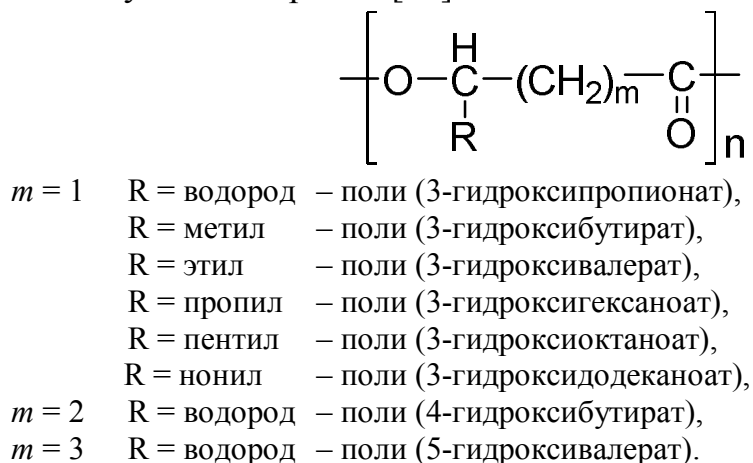 H
O C (CH2)m C
R O n
m = 1 R = водород – поли (3-гидроксипропионат),
R = метил – поли (3-гидроксибутират),
R = этил – поли (3-гидроксивалерат),
R = пропил – поли (3-гидроксигексаноат),
R = пентил – поли (3-гидроксиоктаноат),
R = нонил – поли (3-гидроксидодеканоат),
m = 2 R = водород – поли (4-гидроксибутират),
m = 3 R = водород – поли (5-гидроксивалерат).